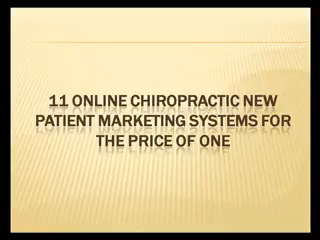 11 ONLINE CHIROPRACTIC NEW
PATIENT MARKETING SYSTEMS FOR
THE PRICE OF ONE